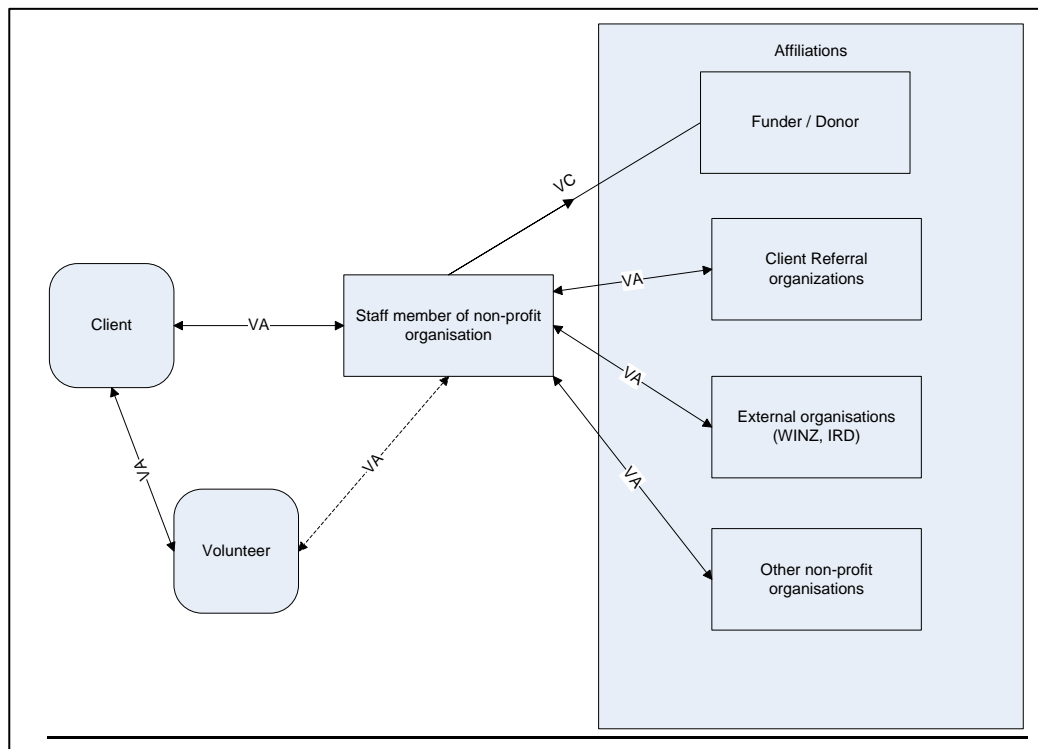 Affiliations
Funder / Donor
VC
Client Referral
organizations
VA
Client
VA
Staff member of non-profit
organisation
VA
External organisations
(WINZ, IRD)
VA
VA
VA
Volunteer
Other non-profit
organisations